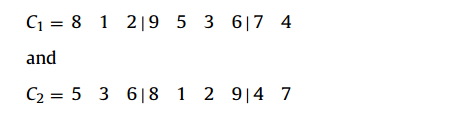 C₁ = 8 1 2|9 5 3 6|7 4
and
C₂ = 5 3 6|8 1 2 9|4 7